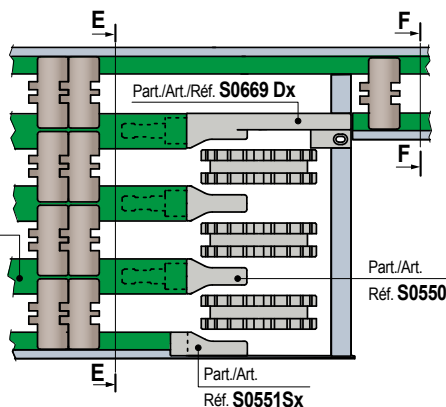 E
F
Part./Art./Réf. S0669 Dx
F
Part./Art.
Réf. S0550
E
Part./Art.
Réf. S0551Sx